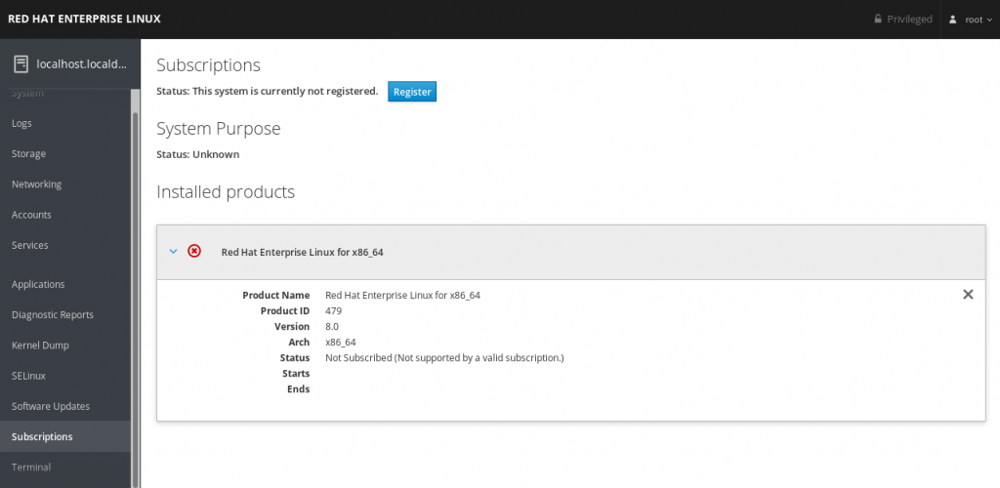 RED HAT ENTERPRISE LINUX
Privileged
root
localhost.locald...
System
Logs
Storage
Networking
Accounts
Services
Applications
Diagnostic Reports
Kernel Dump
SELinux
Software Updates
Subscriptions
Terminal
Subscriptions
Status: This system is currently not registered. Register
System Purpose
Status: Unknown
Installed products
Red Hat Enterprise Linux for x86_64
Product Name Red Hat Enterprise Linux for x86_64
Product ID 479
Version 8.0
Arch x86_64
Status Not Subscribed (Not supported by a valid subscription.)
Starts
Ends